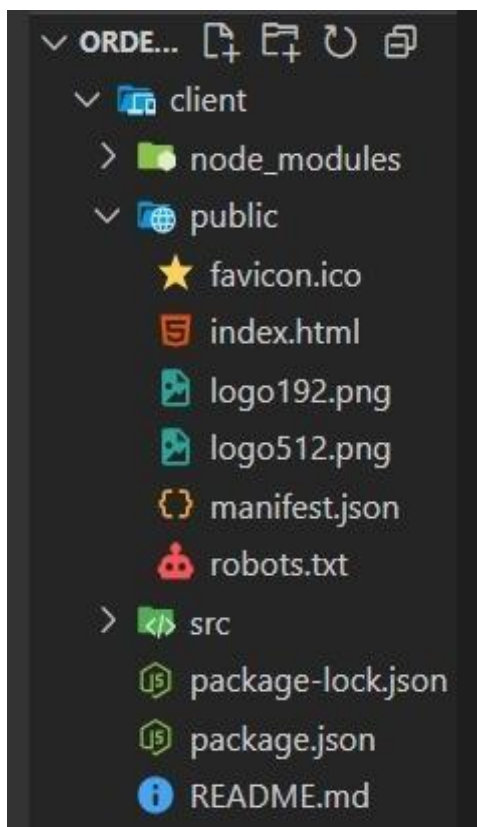 ORDE...
client
node_modules
public
favicon.ico
index.html
logo192.png
logo512.png
manifest.json
robots.txt
src
package-lock.json
package.json
README.md